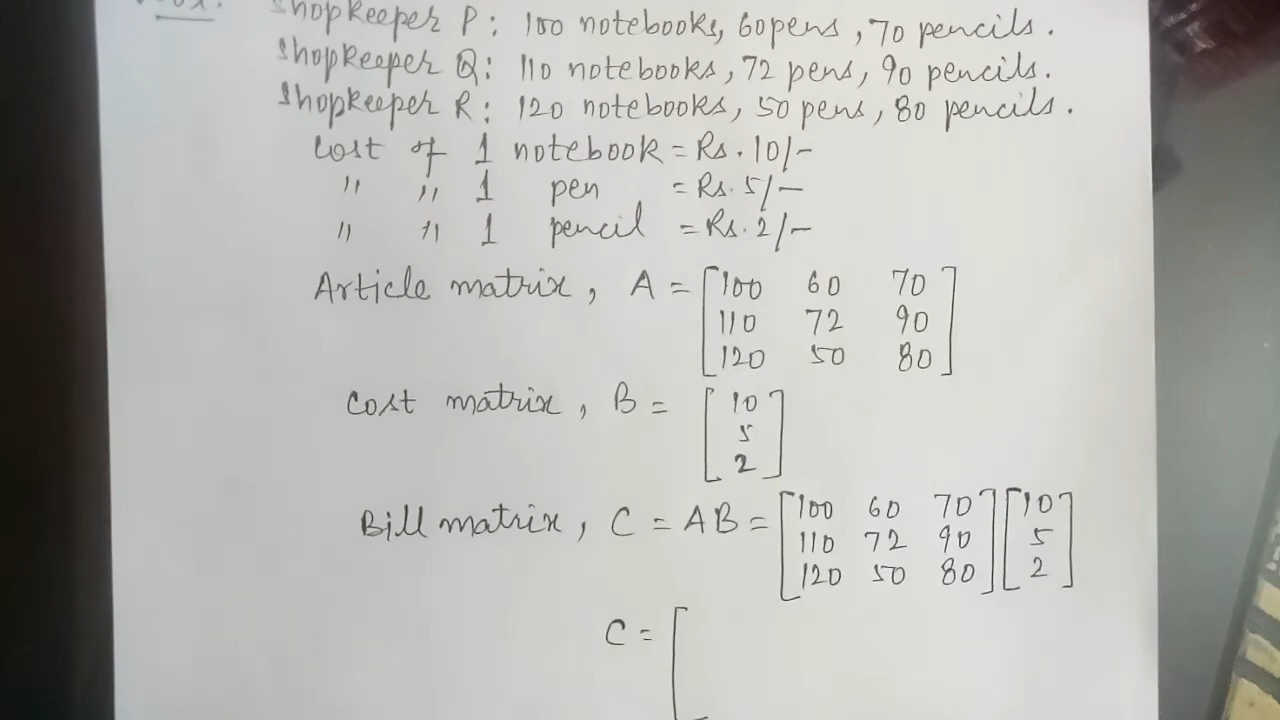 Shopkeeper P: 100 notebooks, 60 pens, 70 pencils.
Shopkeeper Q: 110 notebooks, 72 pens, 90 pencils.
Shopkeeper R: 120 notebooks, 50 pens, 80 pencils.
Cost of 1 notebook = Rs. 10/-
" " 1 pen = Rs. 5/-
" " 1 pencil = Rs. 2/-
Article matrix, A = [100 60 70
110 72 90
120 50 80]
Cost matrix, B = [10
5
2]
Bill matrix, C = AB = [100 60 70] [10]
[110 72 90] [5]
[120 50 80] [2]
C = [